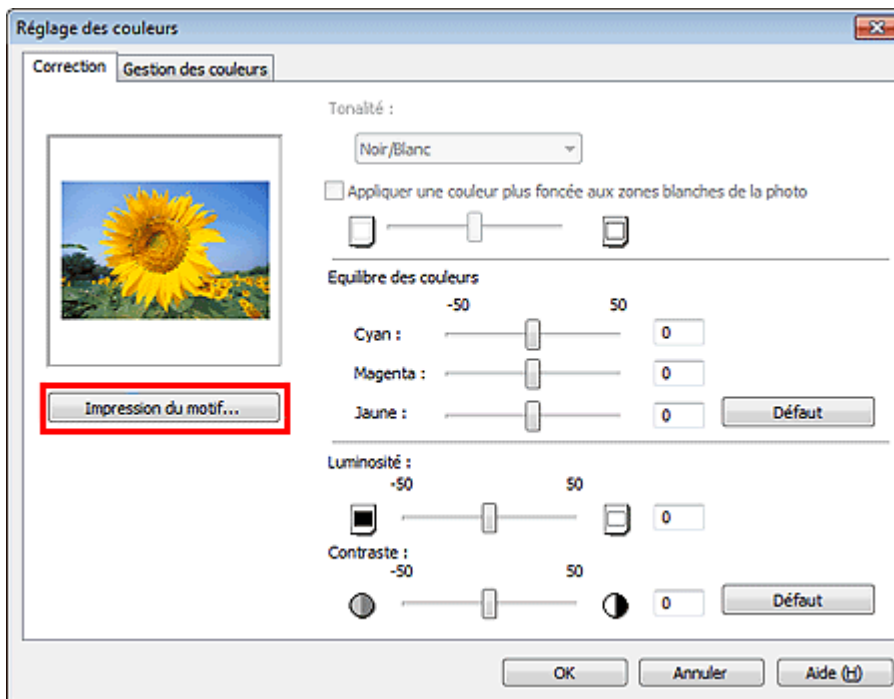 Réglage des couleurs
Correction
Gestion des couleurs
Tonalité :
Noir/Blanc
Appliquer une couleur plus foncée aux zones blanches de la photo
Equilibre des couleurs
-50 50
Cyan : 0
Magenta : 0
Jaune : 0 Défaut
Impression du motif...
Luminosité :
-50 50
0
Contraste :
-50 50
0 Défaut
OK Annuler Aide (H)